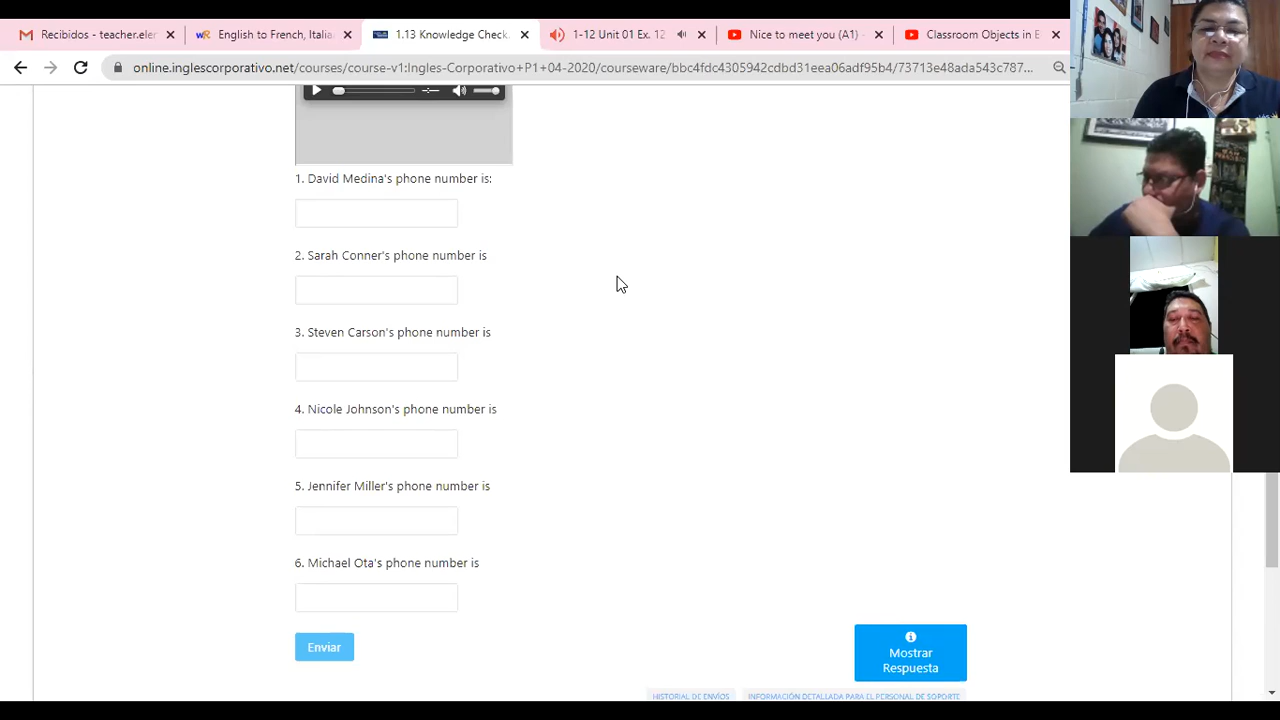 Recibidos - teacher.eler
English to French, Italia
1.13 Knowledge Check
1-12 Unit 01 Ex. 12
Nice to meet you (A1) -
Classroom Objects in E
online.inglescorporativo.net/courses/course-v1:Ingles-Corporativo+P1+04-2020/courseware/bbc4fdc4305942cdbd31eea06adf95b4/73713e48ada543c787...
1. David Medina's phone number is:
2. Sarah Conner's phone number is
3. Steven Carson's phone number is
4. Nicole Johnson's phone number is
5. Jennifer Miller's phone number is
6. Michael Ota's phone number is
Enviar
Mostrar
Respuesta
HISTORIAL DE ENVÍOS
INFORMACIÓN DETALLADA PARA EL PERSONAL DE SOPORTE